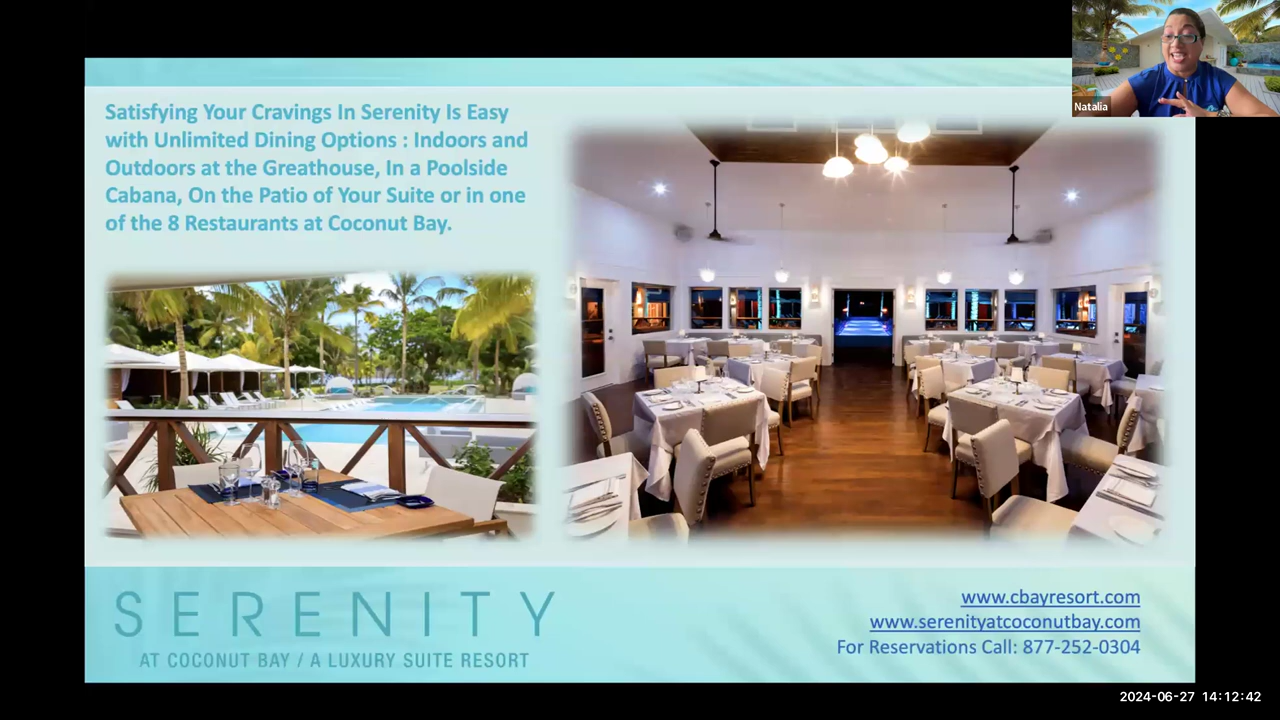 Natalia
Satisfying Your Cravings In Serenity Is Easy
with Unlimited Dining Options : Indoors and
Outdoors at the Greathouse, In a Poolside
Cabana, On the Patio of Your Suite or in one
of the 8 Restaurants at Coconut Bay.
SERENITY
AT COCONUT BAY / A LUXURY SUITE RESORT
www.cbayresort.com
www.serenityatcoconutbay.com
For Reservations Call: 877-252-0304
2024-06-27 14:12:42